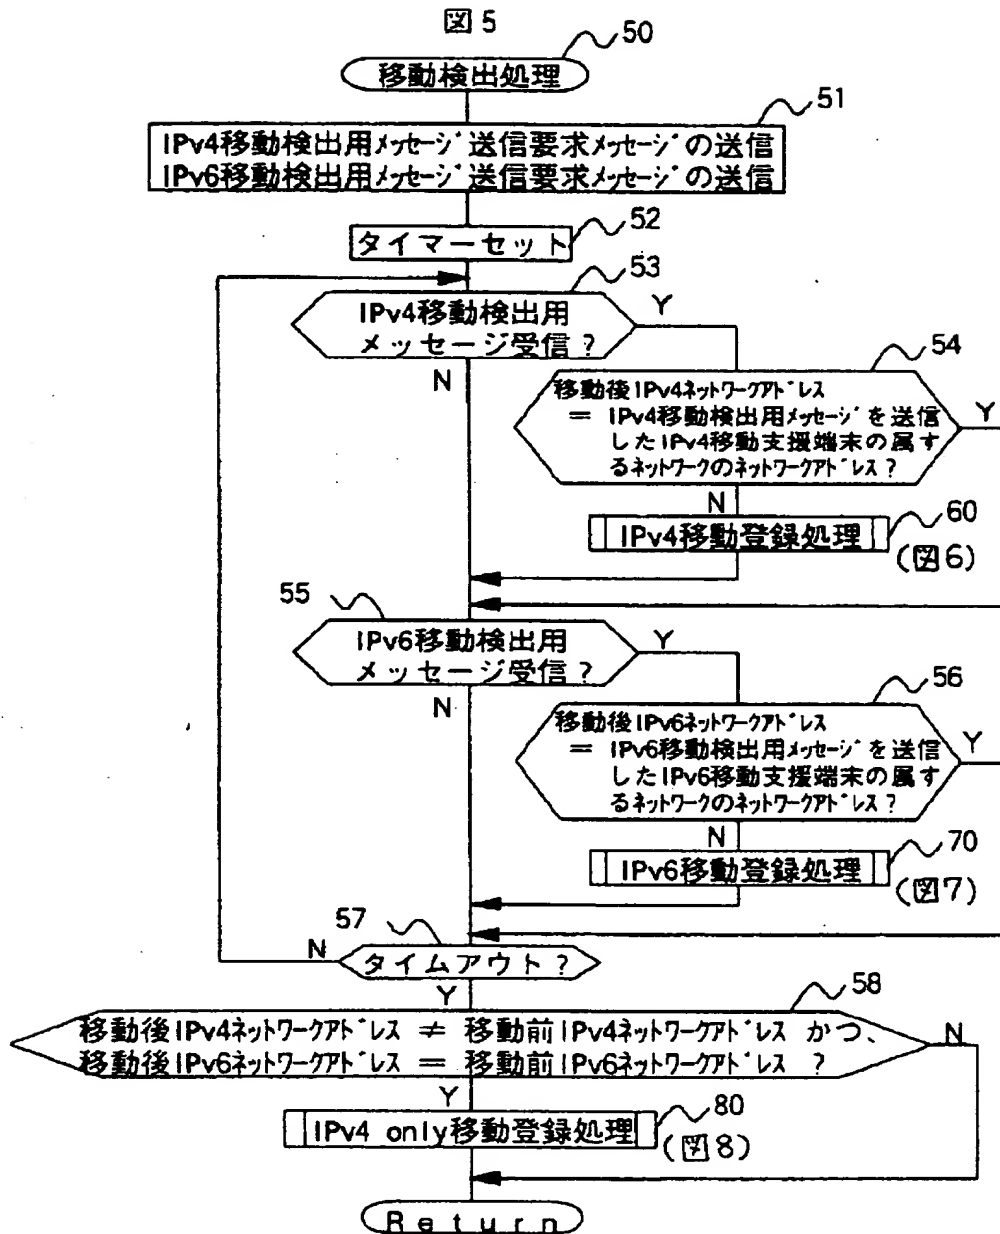 図5
50
移動検出処理
51
IPv4移動検出用メッセージ送信要求メッセージの送信
IPv6移動検出用メッセージ送信要求メッセージの送信
52
タイマーセット
53
IPv4移動検出用
メッセージ受信?
Y
N
54
移動後IPv4ネットワークアドレス
= IPv4移動検出用メッセージを送信
したIPv4移動支援端末の属す
るネットワークのネットワークアドレス?
Y
N
60
IPv4移動登録処理
(図6)
55
IPv6移動検出用
メッセージ受信?
Y
N
56
移動後IPv6ネットワークアドレス
= IPv6移動検出用メッセージを送信
したIPv6移動支援端末の属す
るネットワークのネットワークアドレス?
Y
N
70
IPv6移動登録処理
(図7)
57
N
タイムアウト?
Y
58
移動後IPv4ネットワークアドレス ≠ 移動前IPv4ネットワークアドレス かつ、
移動後IPv6ネットワークアドレス = 移動前IPv6ネットワークアドレス ?
N
Y
80
IPv4 only移動登録処理
(図8)
Return